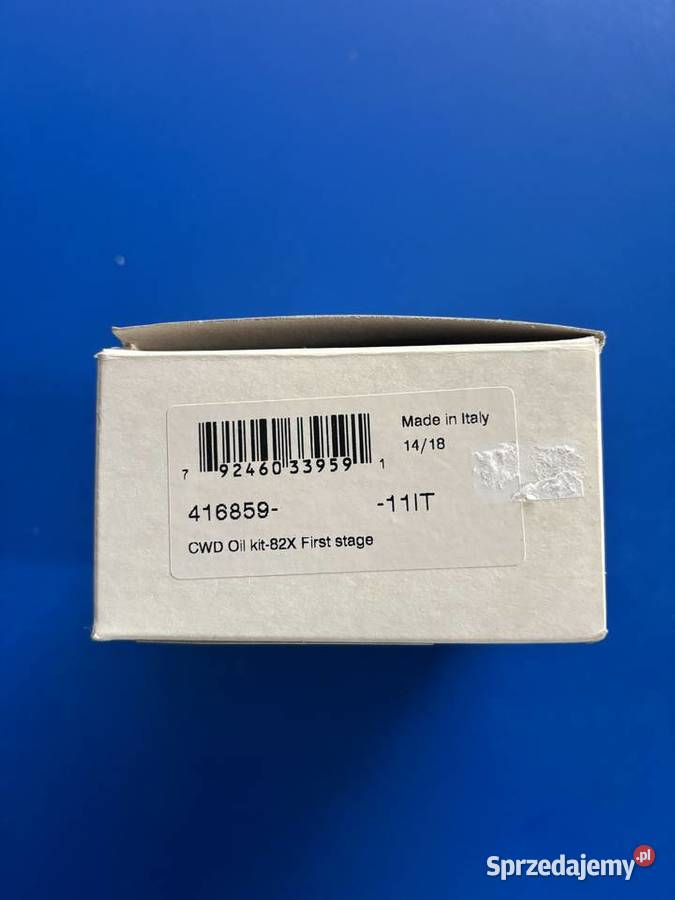 Made in Italy
14/18
7 92460 33959 1
416859- -11IT
CWD Oil kit-82X First stage
Sprzedajemy.pl